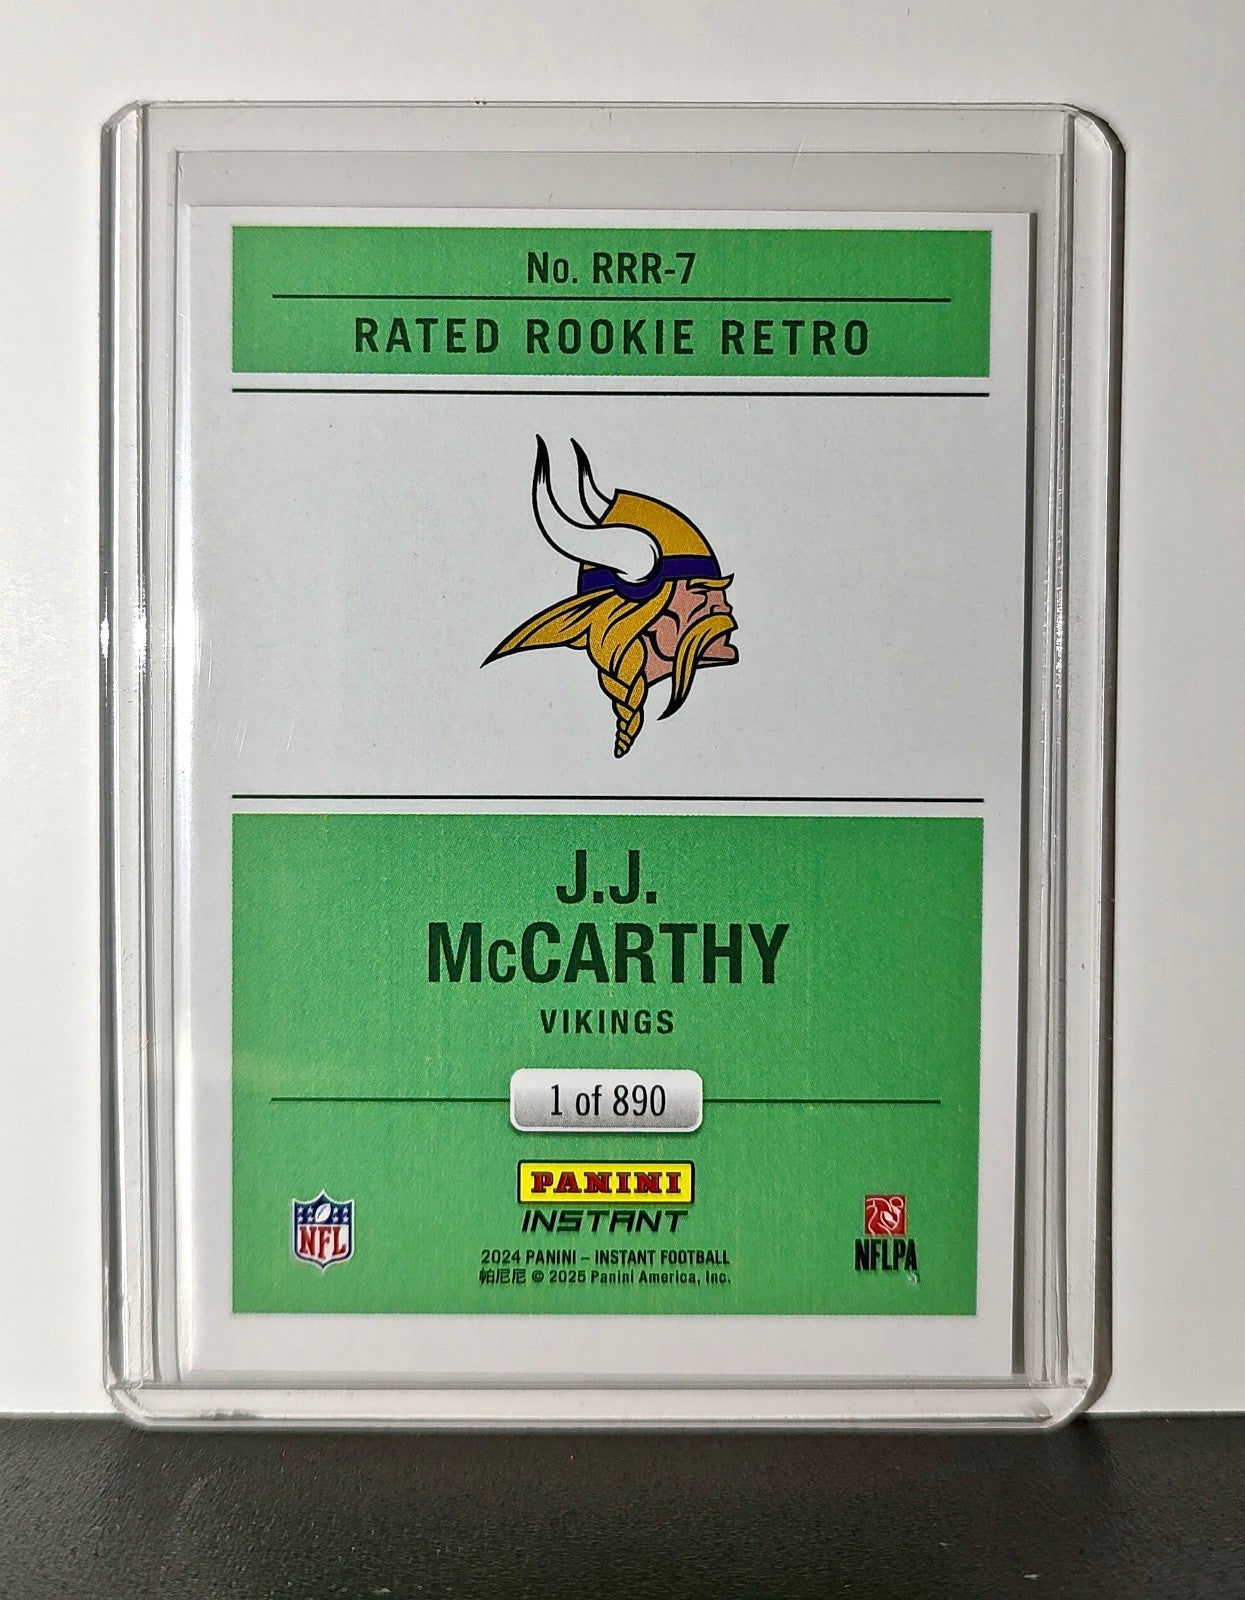 No. RRR-7
RATED ROOKIE RETRO
J.J.
McCARTHY
VIKINGS
1 of 890
PANINI
INSTANT
NFL
NFLPA
2024 PANINI – INSTANT FOOTBALL
帕尼尼 © 2025 Panini America, Inc.